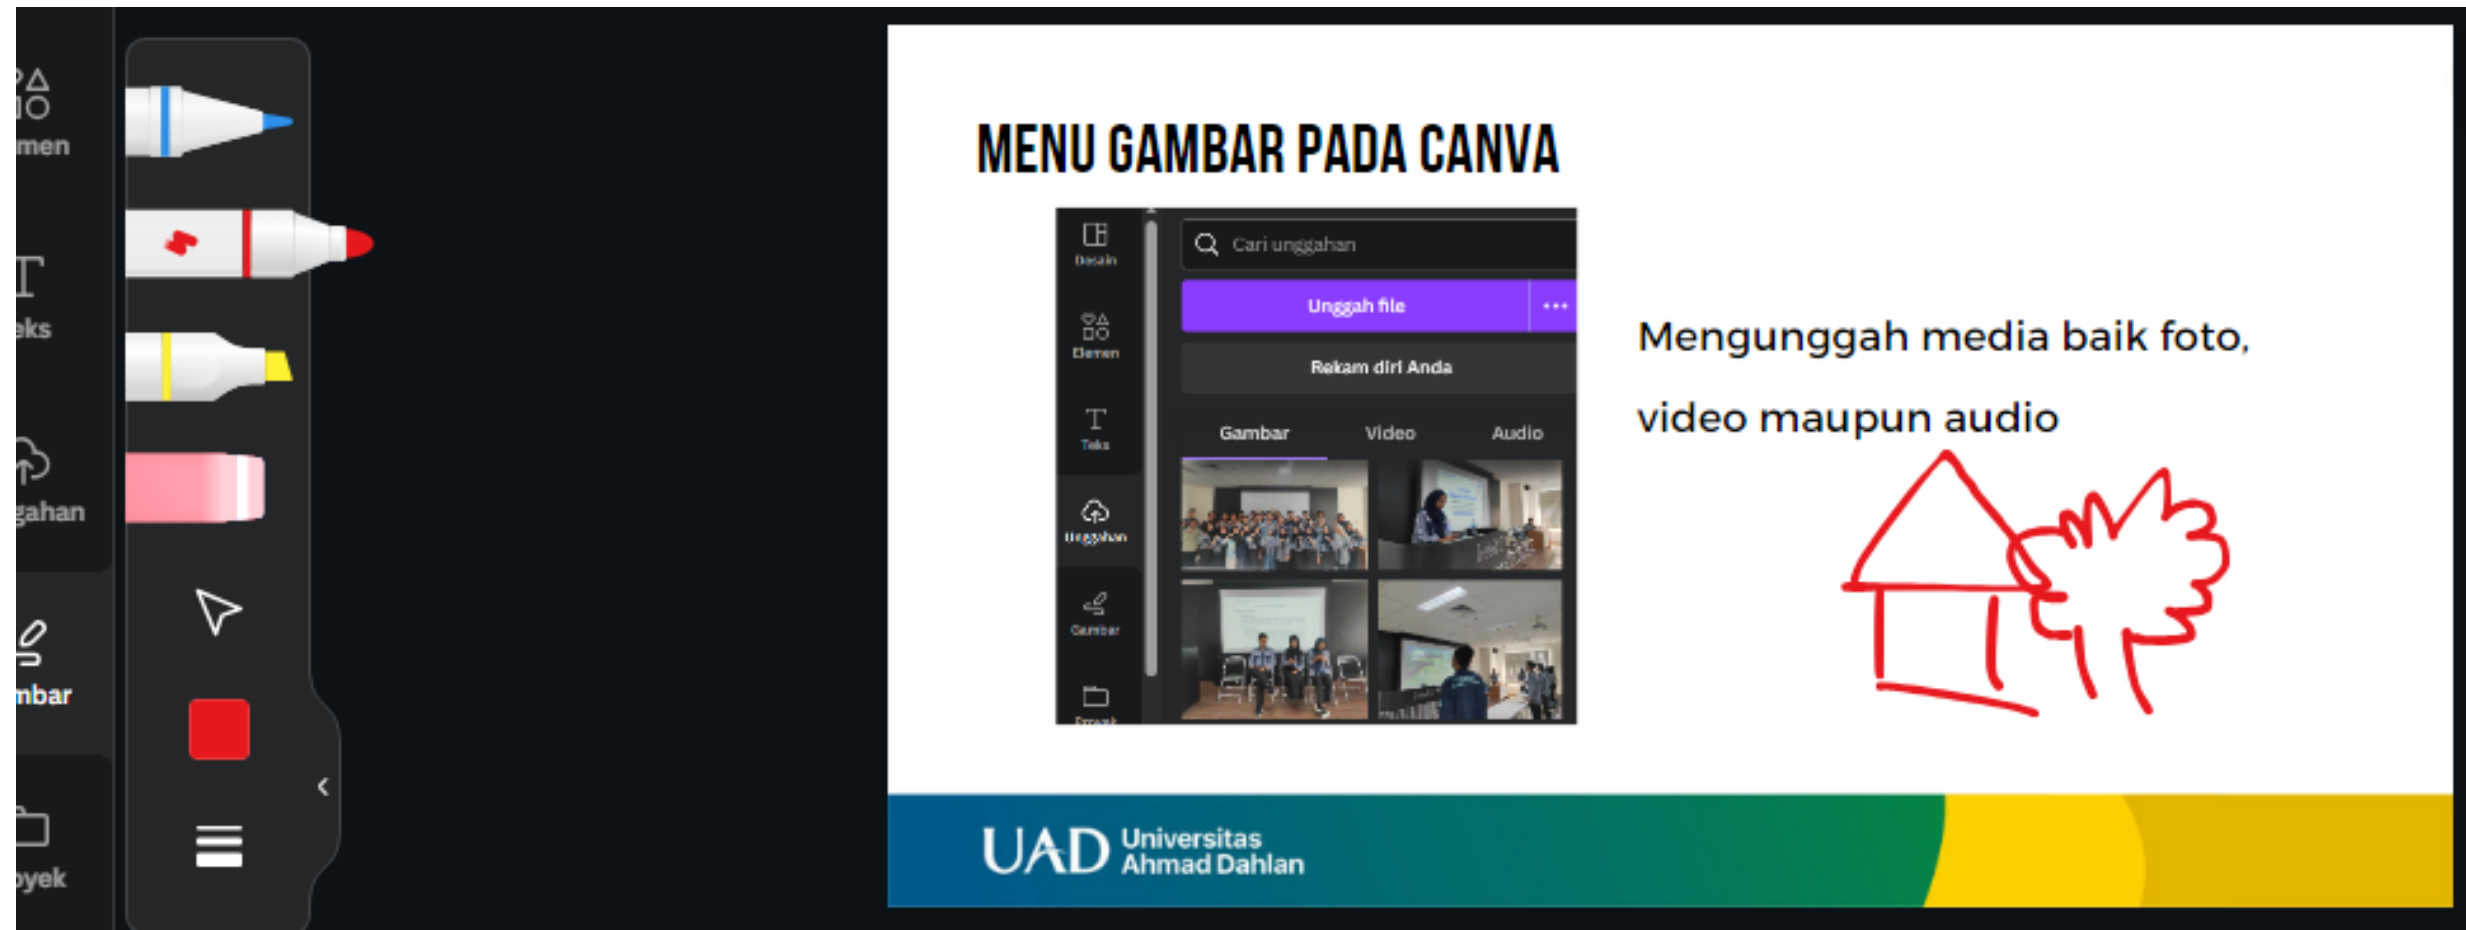 men
eks
gahan
mbar
oyek
MENU GAMBAR PADA CANVA
Desain
Elemen
Teks
Unggahan
Gambar
Proyek
Cari unggahan
Unggah file
Rekam diri Anda
Gambar Video Audio
Mengunggah media baik foto,
video maupun audio
UAD Universitas
Ahmad Dahlan